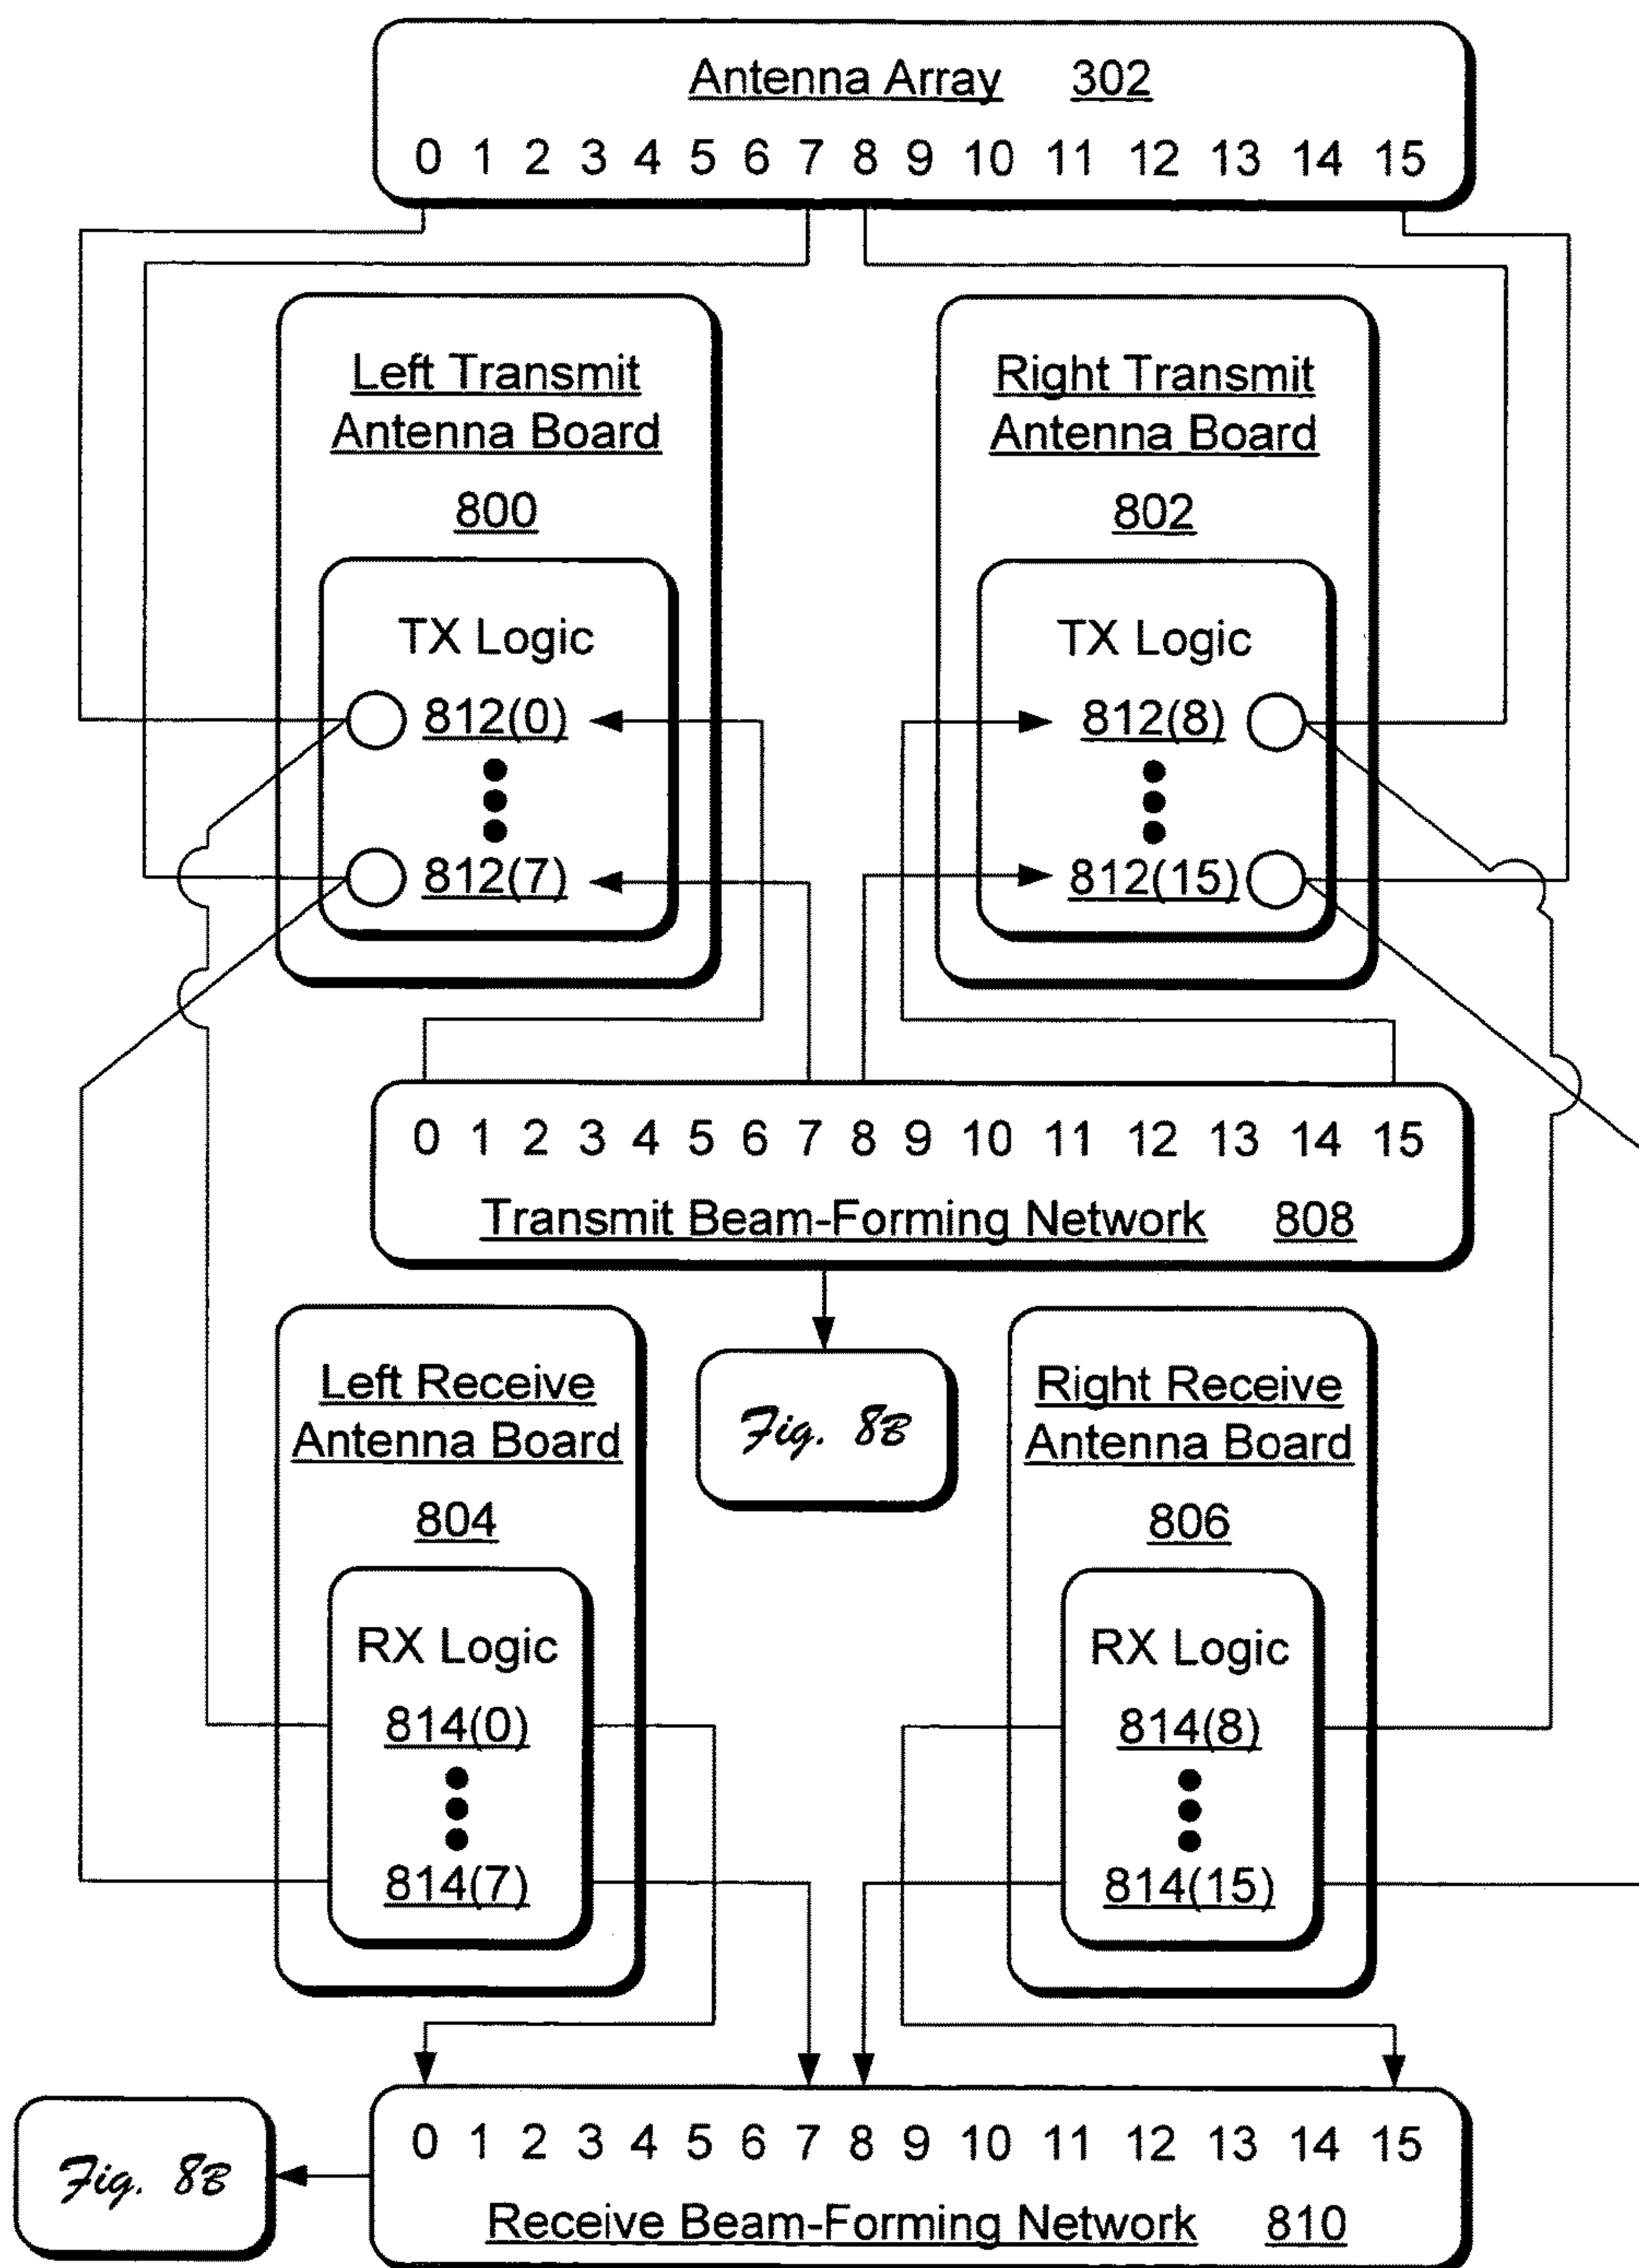 Antenna Array 302
0 1 2 3 4 5 6 7 8 9 10 11 12 13 14 15
Left Transmit
Antenna Board
800
TX Logic
812(0)
812(7)
Right Transmit
Antenna Board
802
TX Logic
812(8)
812(15)
0 1 2 3 4 5 6 7 8 9 10 11 12 13 14 15
Transmit Beam-Forming Network 808
Left Receive
Antenna Board
804
RX Logic
814(0)
814(7)
Fig. 8B
Right Receive
Antenna Board
806
RX Logic
814(8)
814(15)
Fig. 8B
0 1 2 3 4 5 6 7 8 9 10 11 12 13 14 15
Receive Beam-Forming Network 810